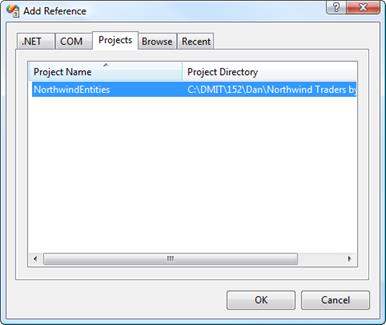 Add Reference
.NET COM Projects Browse Recent
Project Name Project Directory
NorthwindEntities C:\DMIT\152\Dan\Northwind Traders by
OK Cancel